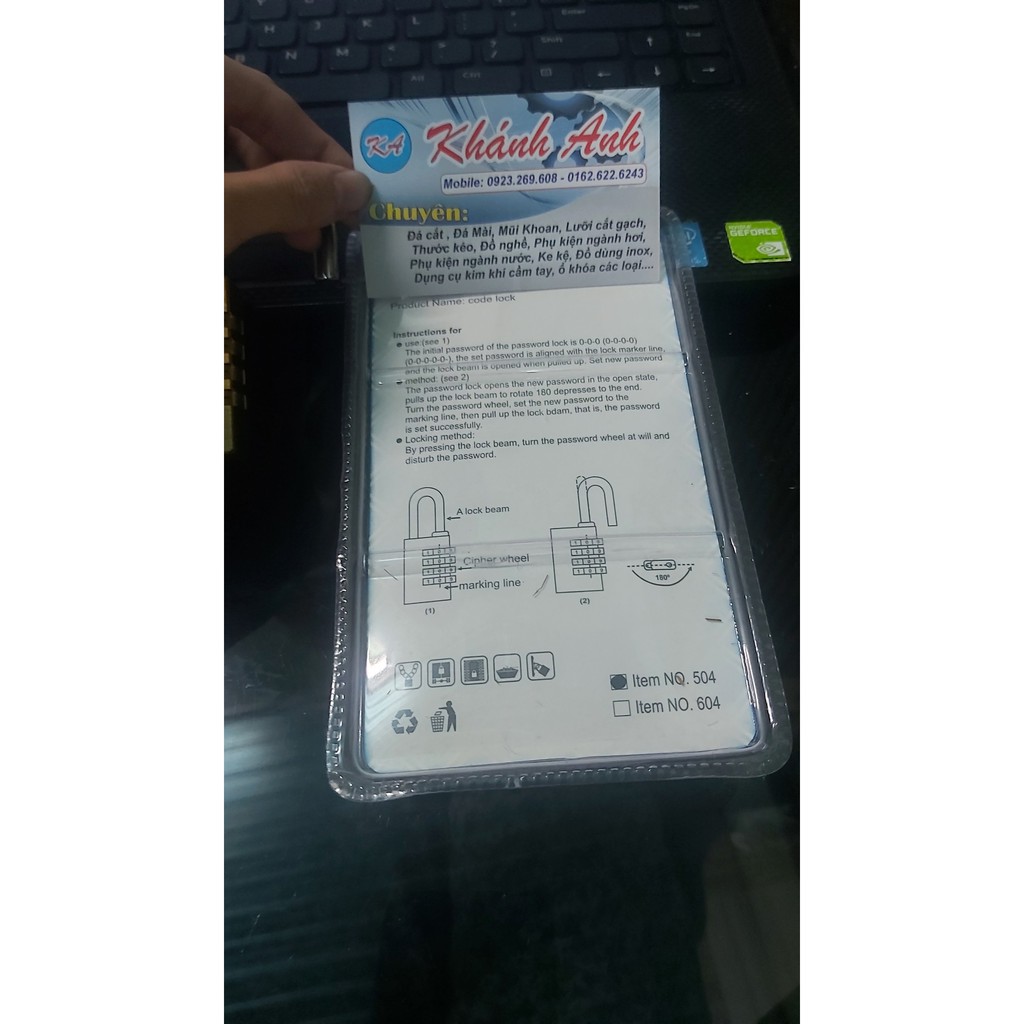 Enter
H
K
L
N
M
?
/
Shift
End
Alt
Ctrl
KA
Khánh Anh
Mobile: 0923.269.608 - 0162.622.6243
Chuyên:
Đá cắt , Đá Mài, Mũi Khoan, Lưỡi cắt gạch,
Thước kéo, Đồ nghề, Phụ kiện ngành hơi,
Phụ kiện ngành nước, Ke kệ, Đồ dùng inox,
Dụng cụ kim khí cầm tay, ổ khóa các loại....
GEFORCE
Product Name: code lock
Instructions for
● use:(see 1)
The initial password of the password lock is 0-0-0 (0-0-0-0)
(0-0-0-0-0-), the set password is aligned with the lock marker line,
and the lock beam is opened when pulled up. Set new password
method: (see 2)
The password lock opens the new password in the open state,
pulls up the lock beam to rotate 180 depresses to the end.
Turn the password wheel, set the new password to the
marking line, then pull up the lock bdam, that is, the password
is set successfully.
● Locking method:
By pressing the lock beam, turn the password wheel at will and
disturb the password.
A lock beam
Cipher wheel
marking line
180°
(1)
(2)
Item NO. 504
Item NO. 604